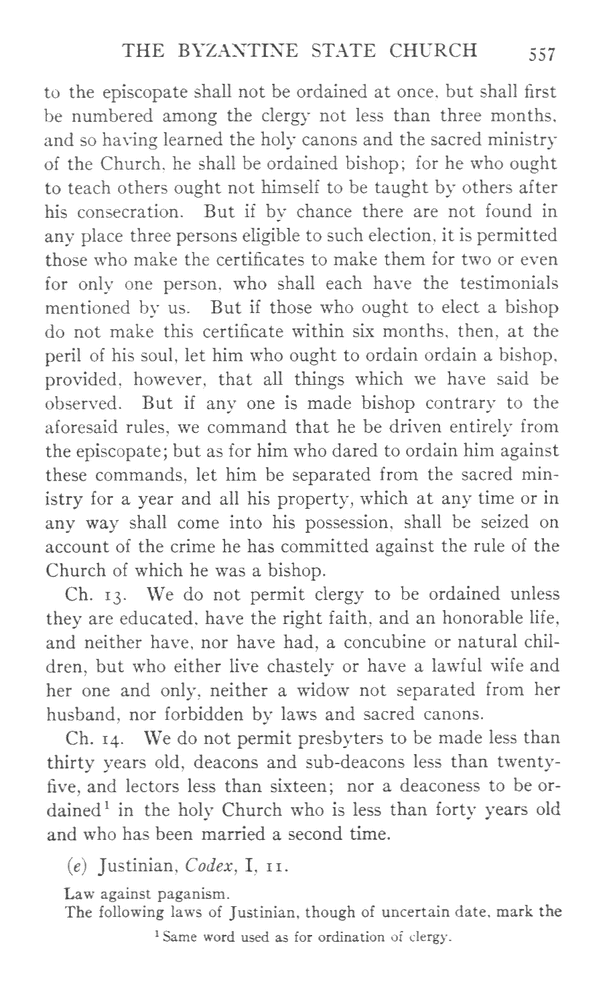 THE BYZANTINE STATE CHURCH 557
to the episcopate shall not be ordained at once, but shall first
be numbered among the clergy not less than three months,
and so having learned the holy canons and the sacred ministry
of the Church, he shall be ordained bishop; for he who ought
to teach others ought not himself to be taught by others after
his consecration. But if by chance there are not found in
any place three persons eligible to such election, it is permitted
those who make the certificates to make them for two or even
for only one person, who shall each have the testimonials
mentioned by us. But if those who ought to elect a bishop
do not make this certificate within six months, then, at the
peril of his soul, let him who ought to ordain ordain a bishop,
provided, however, that all things which we have said be
observed. But if any one is made bishop contrary to the
aforesaid rules, we command that he be driven entirely from
the episcopate; but as for him who dared to ordain him against
these commands, let him be separated from the sacred min-
istry for a year and all his property, which at any time or in
any way shall come into his possession, shall be seized on
account of the crime he has committed against the rule of the
Church of which he was a bishop.
Ch. 13. We do not permit clergy to be ordained unless
they are educated, have the right faith, and an honorable life,
and neither have, nor have had, a concubine or natural chil-
dren, but who either live chastely or have a lawful wife and
her one and only, neither a widow not separated from her
husband, nor forbidden by laws and sacred canons.
Ch. 14. We do not permit presbyters to be made less than
thirty years old, deacons and sub-deacons less than twenty-
five, and lectors less than sixteen; nor a deaconess to be or-
dained¹ in the holy Church who is less than forty years old
and who has been married a second time.
(e) Justinian, Codex, I, 11.
Law against paganism.
The following laws of Justinian, though of uncertain date, mark the
¹ Same word used as for ordination of clergy.